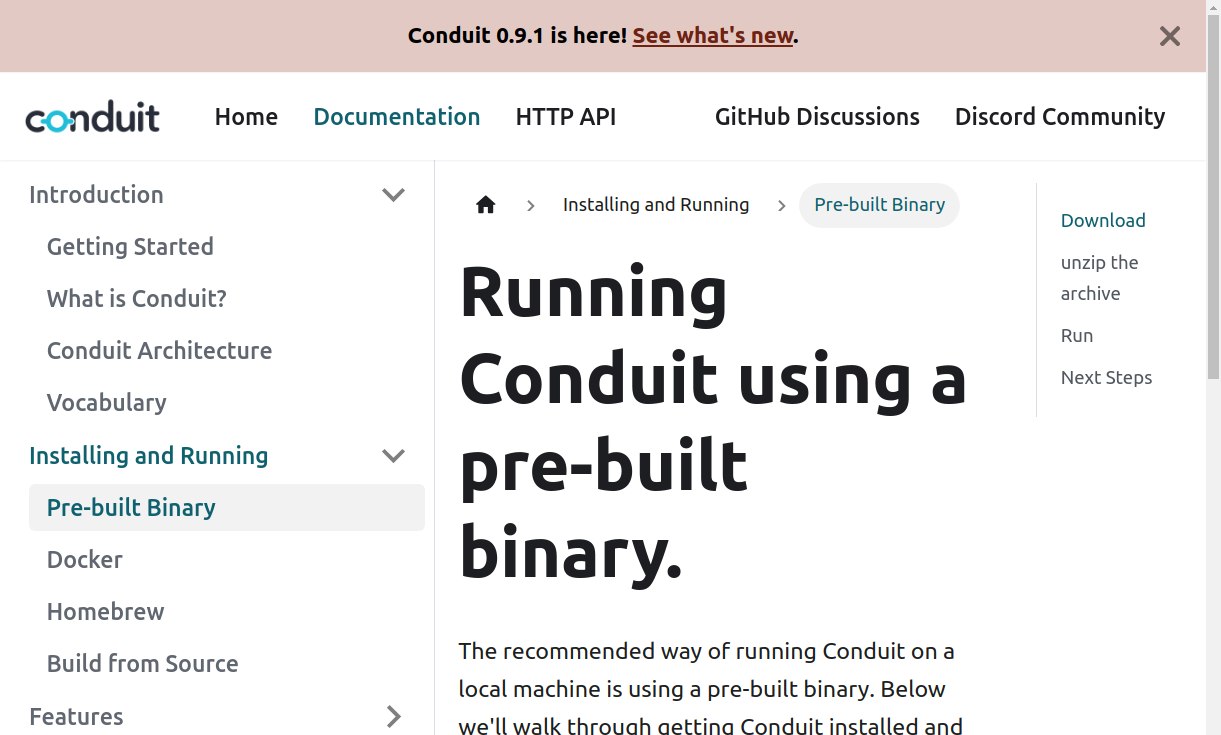 Conduit 0.9.1 is here! See what's new.
conduit
Home
Documentation
HTTP API
GitHub Discussions
Discord Community
Introduction
Getting Started
What is Conduit?
Conduit Architecture
Vocabulary
Installing and Running
Pre-built Binary
Docker
Homebrew
Build from Source
Features
Installing and Running
Pre-built Binary
Running
Conduit using a
pre-built
binary.
The recommended way of running Conduit on a
local machine is using a pre-built binary. Below
we'll walk through getting Conduit installed and
Download
unzip the
archive
Run
Next Steps